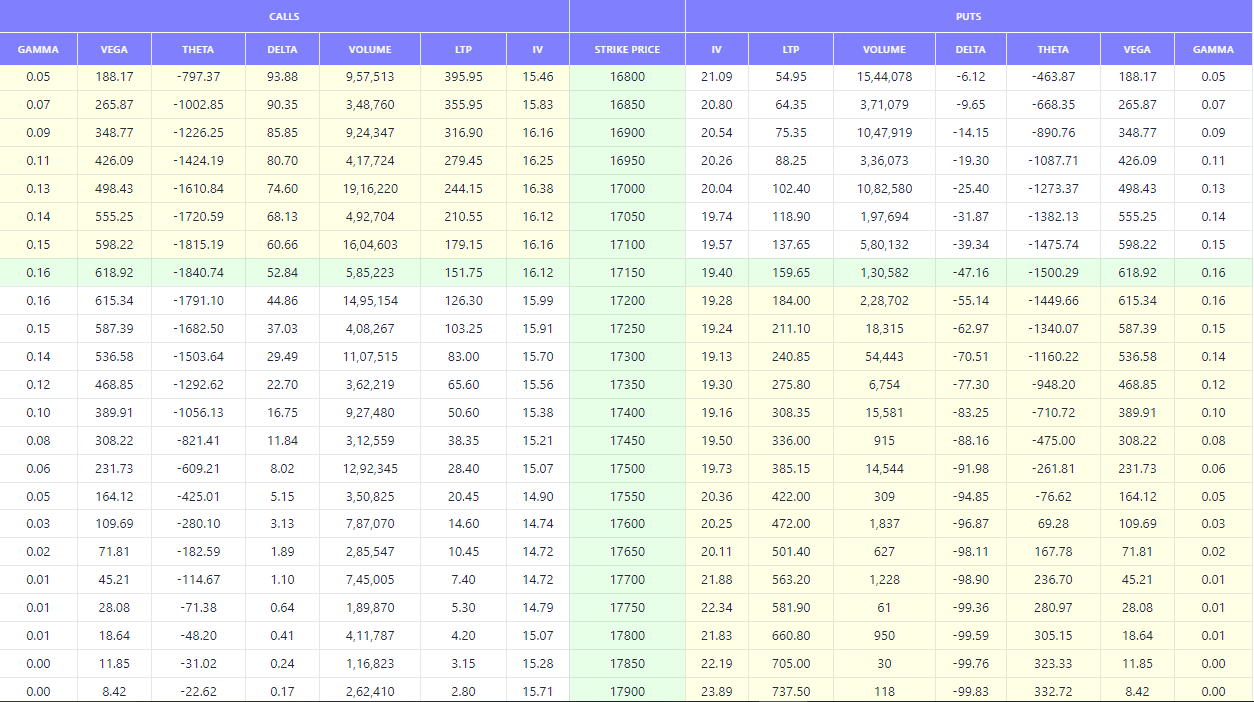 CALLS PUTS
GAMMA VEGA THETA DELTA VOLUME LTP IV STRIKE PRICE IV LTP VOLUME DELTA THETA VEGA GAMMA
0.05 188.17 -797.37 93.88 9,57,513 395.95 15.46 16800 21.09 54.95 15,44,078 -6.12 -463.87 188.17 0.05
0.07 265.87 -1002.85 90.35 3,48,760 355.95 15.83 16850 20.80 64.35 3,71,079 -9.65 -668.35 265.87 0.07
0.09 348.77 -1226.25 85.85 9,24,347 316.90 16.16 16900 20.54 75.35 10,47,919 -14.15 -890.76 348.77 0.09
0.11 426.09 -1424.19 80.70 4,17,724 279.45 16.25 16950 20.26 88.25 3,36,073 -19.30 -1087.71 426.09 0.11
0.13 498.43 -1610.84 74.60 19,16,220 244.15 16.38 17000 20.04 102.40 10,82,580 -25.40 -1273.37 498.43 0.13
0.14 555.25 -1720.59 68.13 4,92,704 210.55 16.12 17050 19.74 118.90 1,97,694 -31.87 -1382.13 555.25 0.14
0.15 598.22 -1815.19 60.66 16,04,603 179.15 16.16 17100 19.57 137.65 5,80,132 -39.34 -1475.74 598.22 0.15
0.16 618.92 -1840.74 52.84 5,85,223 151.75 16.12 17150 19.40 159.65 1,30,582 -47.16 -1500.29 618.92 0.16
0.16 615.34 -1791.10 44.86 14,95,154 126.30 15.99 17200 19.28 184.00 2,28,702 -55.14 -1449.66 615.34 0.16
0.15 587.39 -1682.50 37.03 4,08,267 103.25 15.91 17250 19.24 211.10 18,315 -62.97 -1340.07 587.39 0.15
0.14 536.58 -1503.64 29.49 11,07,515 83.00 15.70 17300 19.13 240.85 54,443 -70.51 -1160.22 536.58 0.14
0.12 468.85 -1292.62 22.70 3,62,219 65.60 15.56 17350 19.30 275.80 6,754 -77.30 -948.20 468.85 0.12
0.10 389.91 -1056.13 16.75 9,27,480 50.60 15.38 17400 19.16 308.35 15,581 -83.25 -710.72 389.91 0.10
0.08 308.22 -821.41 11.84 3,12,559 38.35 15.21 17450 19.50 336.00 915 -88.16 -475.00 308.22 0.08
0.06 231.73 -609.21 8.02 12,92,345 28.40 15.07 17500 19.73 385.15 14,544 -91.98 -261.81 231.73 0.06
0.05 164.12 -425.01 5.15 3,50,825 20.45 14.90 17550 20.36 422.00 309 -94.85 -76.62 164.12 0.05
0.03 109.69 -280.10 3.13 7,87,070 14.60 14.74 17600 20.25 472.00 1,837 -96.87 69.28 109.69 0.03
0.02 71.81 -182.59 1.89 2,85,547 10.45 14.72 17650 20.11 501.40 627 -98.11 167.78 71.81 0.02
0.01 45.21 -114.67 1.10 7,45,005 7.40 14.72 17700 21.88 563.20 1,228 -98.90 236.70 45.21 0.01
0.01 28.08 -71.38 0.64 1,89,870 5.30 14.79 17750 22.34 581.90 61 -99.36 280.97 28.08 0.01
0.01 18.64 -48.20 0.41 4,11,787 4.20 15.07 17800 21.83 660.80 950 -99.59 305.15 18.64 0.01
0.00 11.85 -31.02 0.24 1,16,823 3.15 15.28 17850 22.19 705.00 30 -99.76 323.33 11.85 0.00
0.00 8.42 -22.62 0.17 2,62,410 2.80 15.71 17900 23.89 737.50 118 -99.83 332.72 8.42 0.00